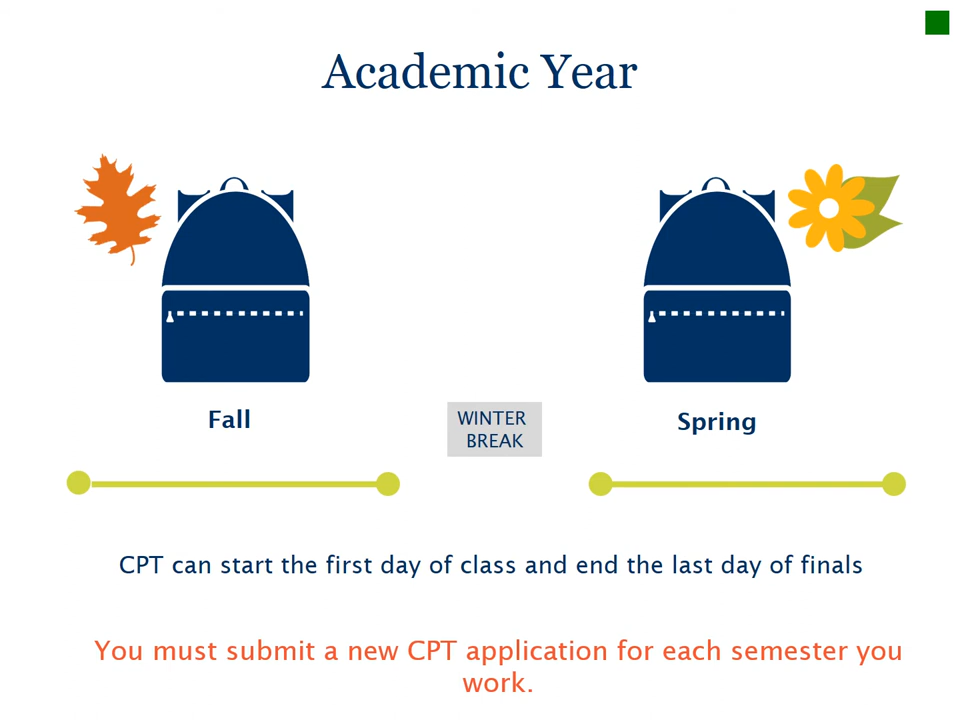 Academic Year
Fall
WINTER
BREAK
Spring
CPT can start the first day of class and end the last day of finals
You must submit a new CPT application for each semester you
work.